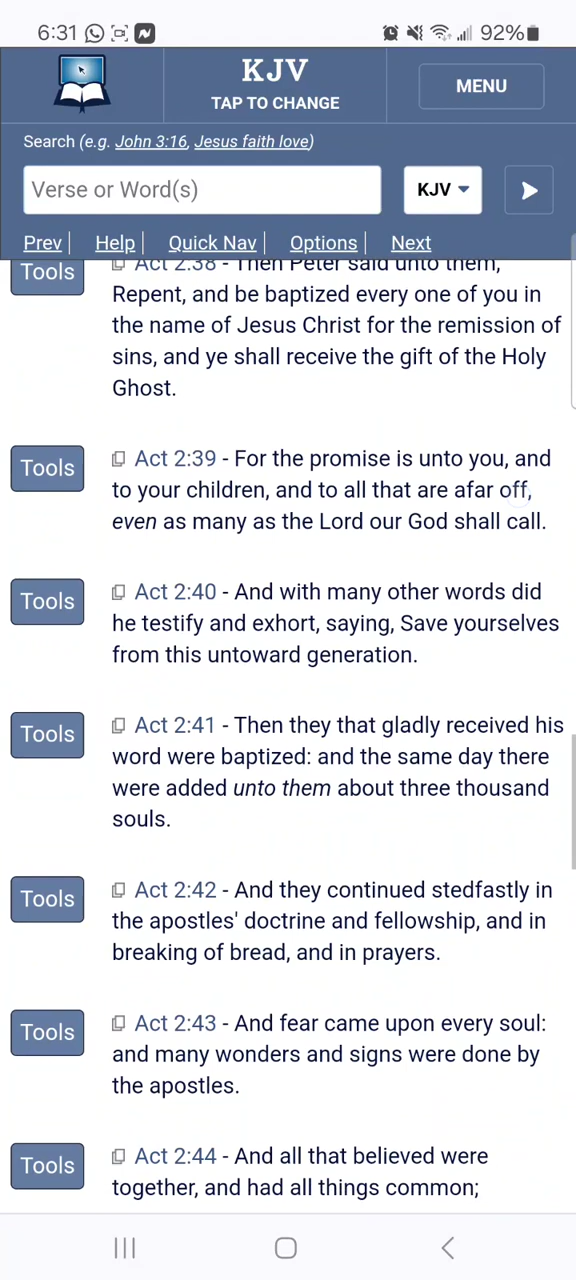 6:31 92%
KJV
TAP TO CHANGE
MENU
Search (e.g. John 3:16, Jesus faith love)
Verse or Word(s)
KJV
Prev | Help | Quick Nav | Options | Next
Tools
Act 2:38 - Then Peter said unto them,
Repent, and be baptized every one of you in
the name of Jesus Christ for the remission of
sins, and ye shall receive the gift of the Holy
Ghost.
Tools
Act 2:39 - For the promise is unto you, and
to your children, and to all that are afar off,
even as many as the Lord our God shall call.
Tools
Act 2:40 - And with many other words did
he testify and exhort, saying, Save yourselves
from this untoward generation.
Tools
Act 2:41 - Then they that gladly received his
word were baptized: and the same day there
were added unto them about three thousand
souls.
Tools
Act 2:42 - And they continued stedfastly in
the apostles' doctrine and fellowship, and in
breaking of bread, and in prayers.
Tools
Act 2:43 - And fear came upon every soul:
and many wonders and signs were done by
the apostles.
Tools
Act 2:44 - And all that believed were
together, and had all things common;